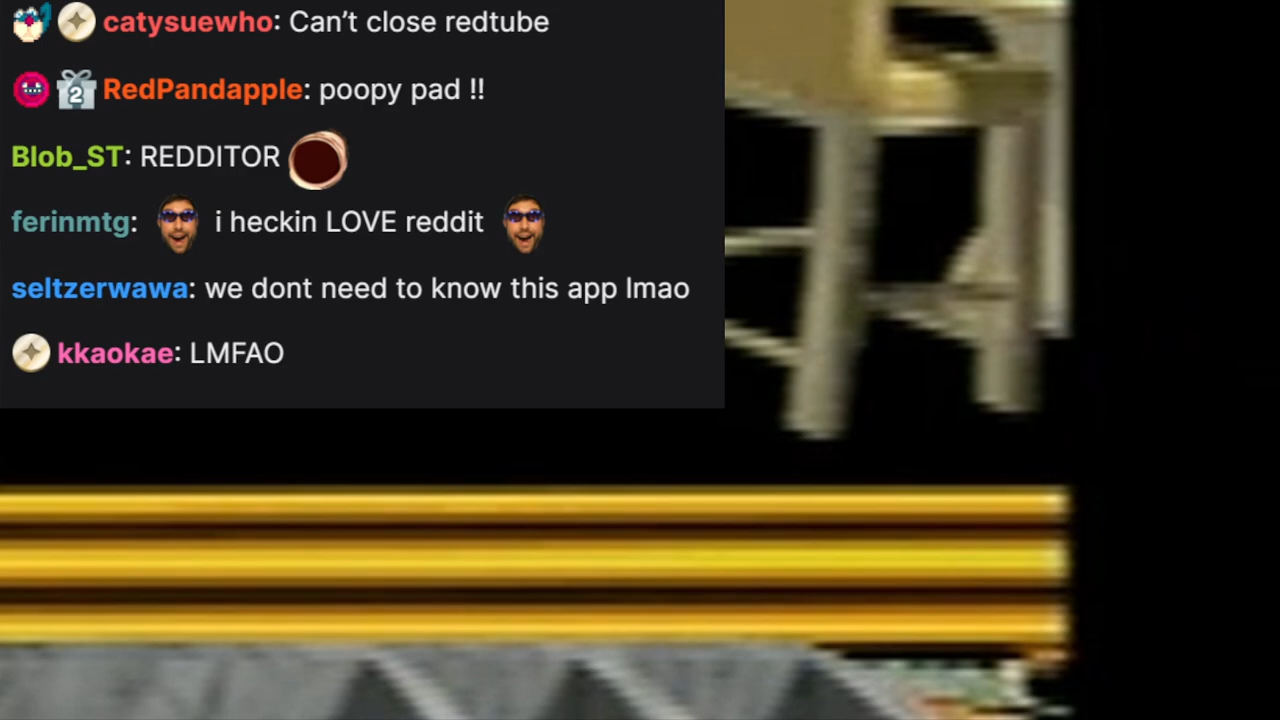 catysuewho: Can’t close redtube
2 RedPandapple: poopy pad !!
Blob_ST: REDDITOR
ferinmtg: i heckin LOVE reddit
seltzerwawa: we dont need to know this app lmao
kkaokae: LMFAO